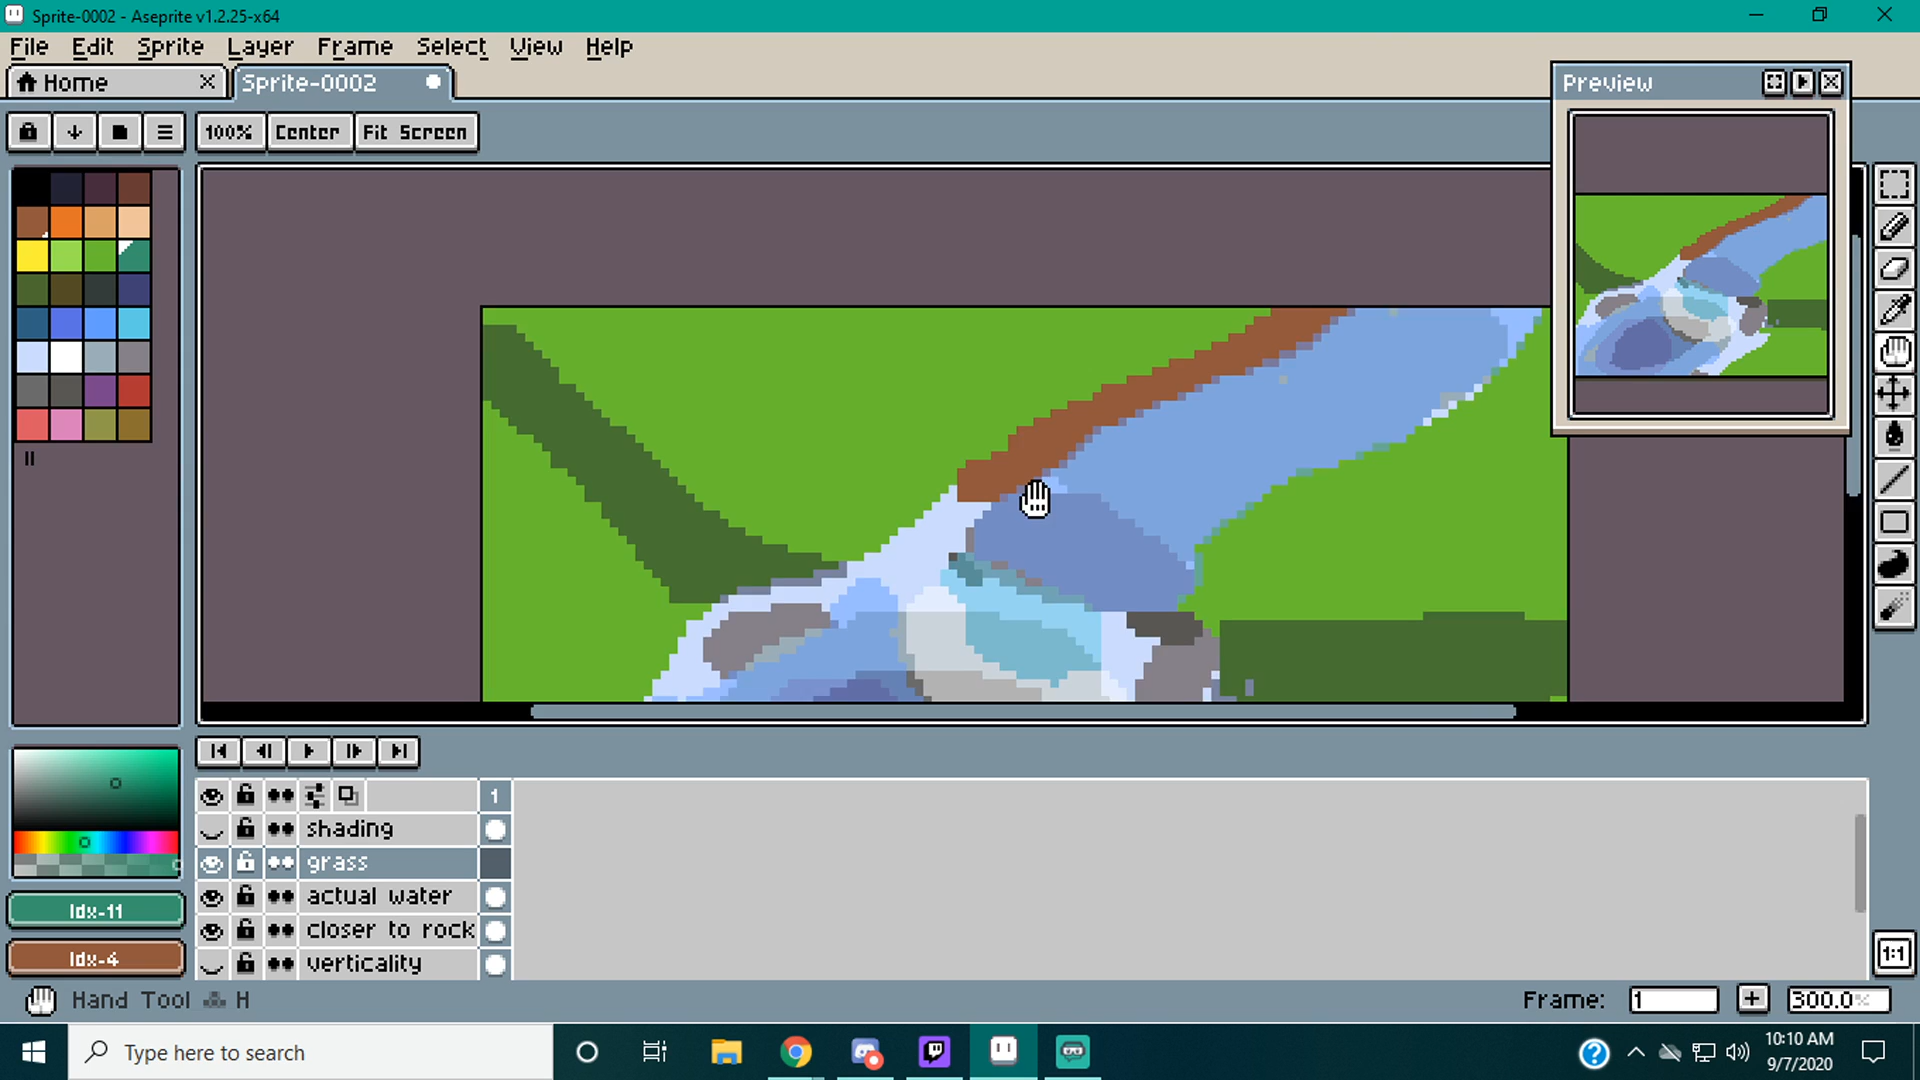 Sprite-0002 - Aseprite v1.2.25-x64
File Edit Sprite Layer Frame Select View Help
Home Sprite-0002
Preview
100% Center Fit Screen
1
shading
grass
actual water
closer to rock
verticality
Idx-11
Idx-4
1:1
Hand Tool H
Frame: 1 + 300.0%
Type here to search
10:10 AM
9/7/2020